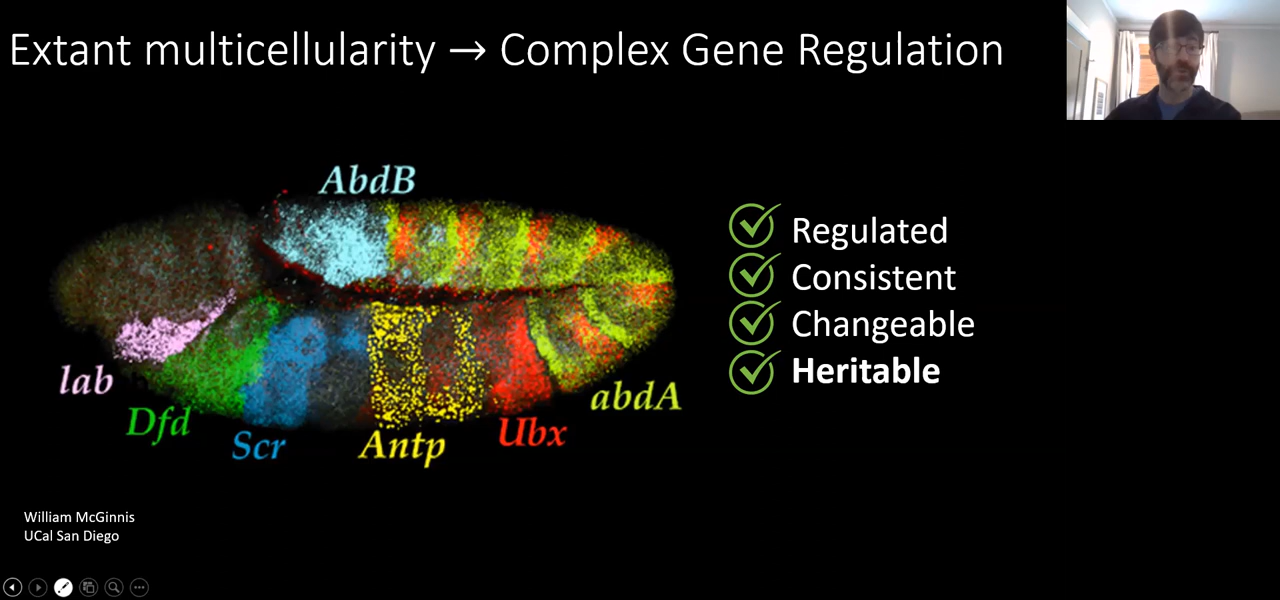 Extant multicellularity → Complex Gene Regulation
AbdB
lab
Dfd
Scr
Antp
Ubx
abdA
Regulated
Consistent
Changeable
Heritable
William McGinnis
UCal San Diego